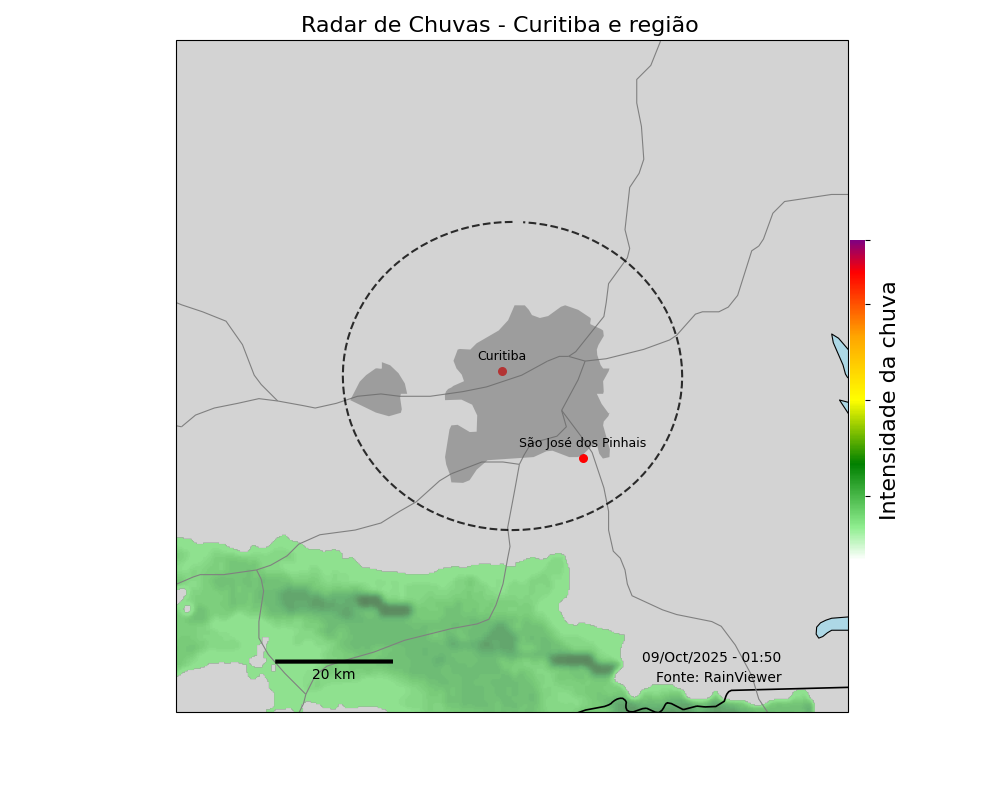 Radar de Chuvas - Curitiba e região
Curitiba
São José dos Pinhais
Intensidade da chuva
09/Oct/2025 - 01:50
Fonte: RainViewer
20 km